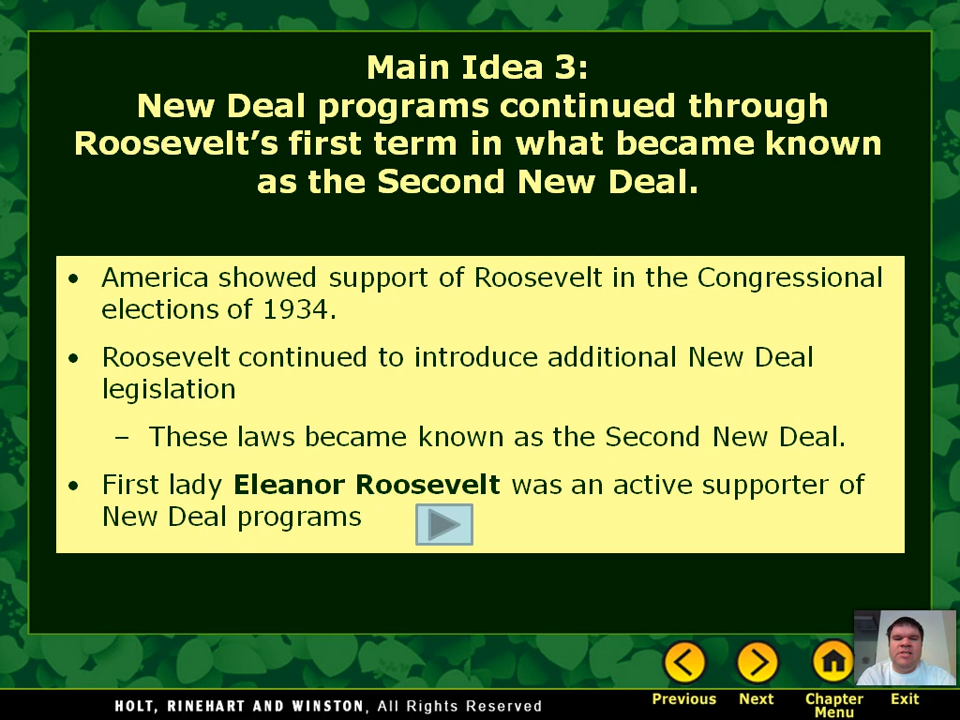 Main Idea 3:
New Deal programs continued through
Roosevelt’s first term in what became known
as the Second New Deal.
• America showed support of Roosevelt in the Congressional
elections of 1934.
• Roosevelt continued to introduce additional New Deal
legislation
– These laws became known as the Second New Deal.
• First lady Eleanor Roosevelt was an active supporter of
New Deal programs
Previous Next Chapter Menu Exit
HOLT, RINEHART AND WINSTON, All Rights Reserved